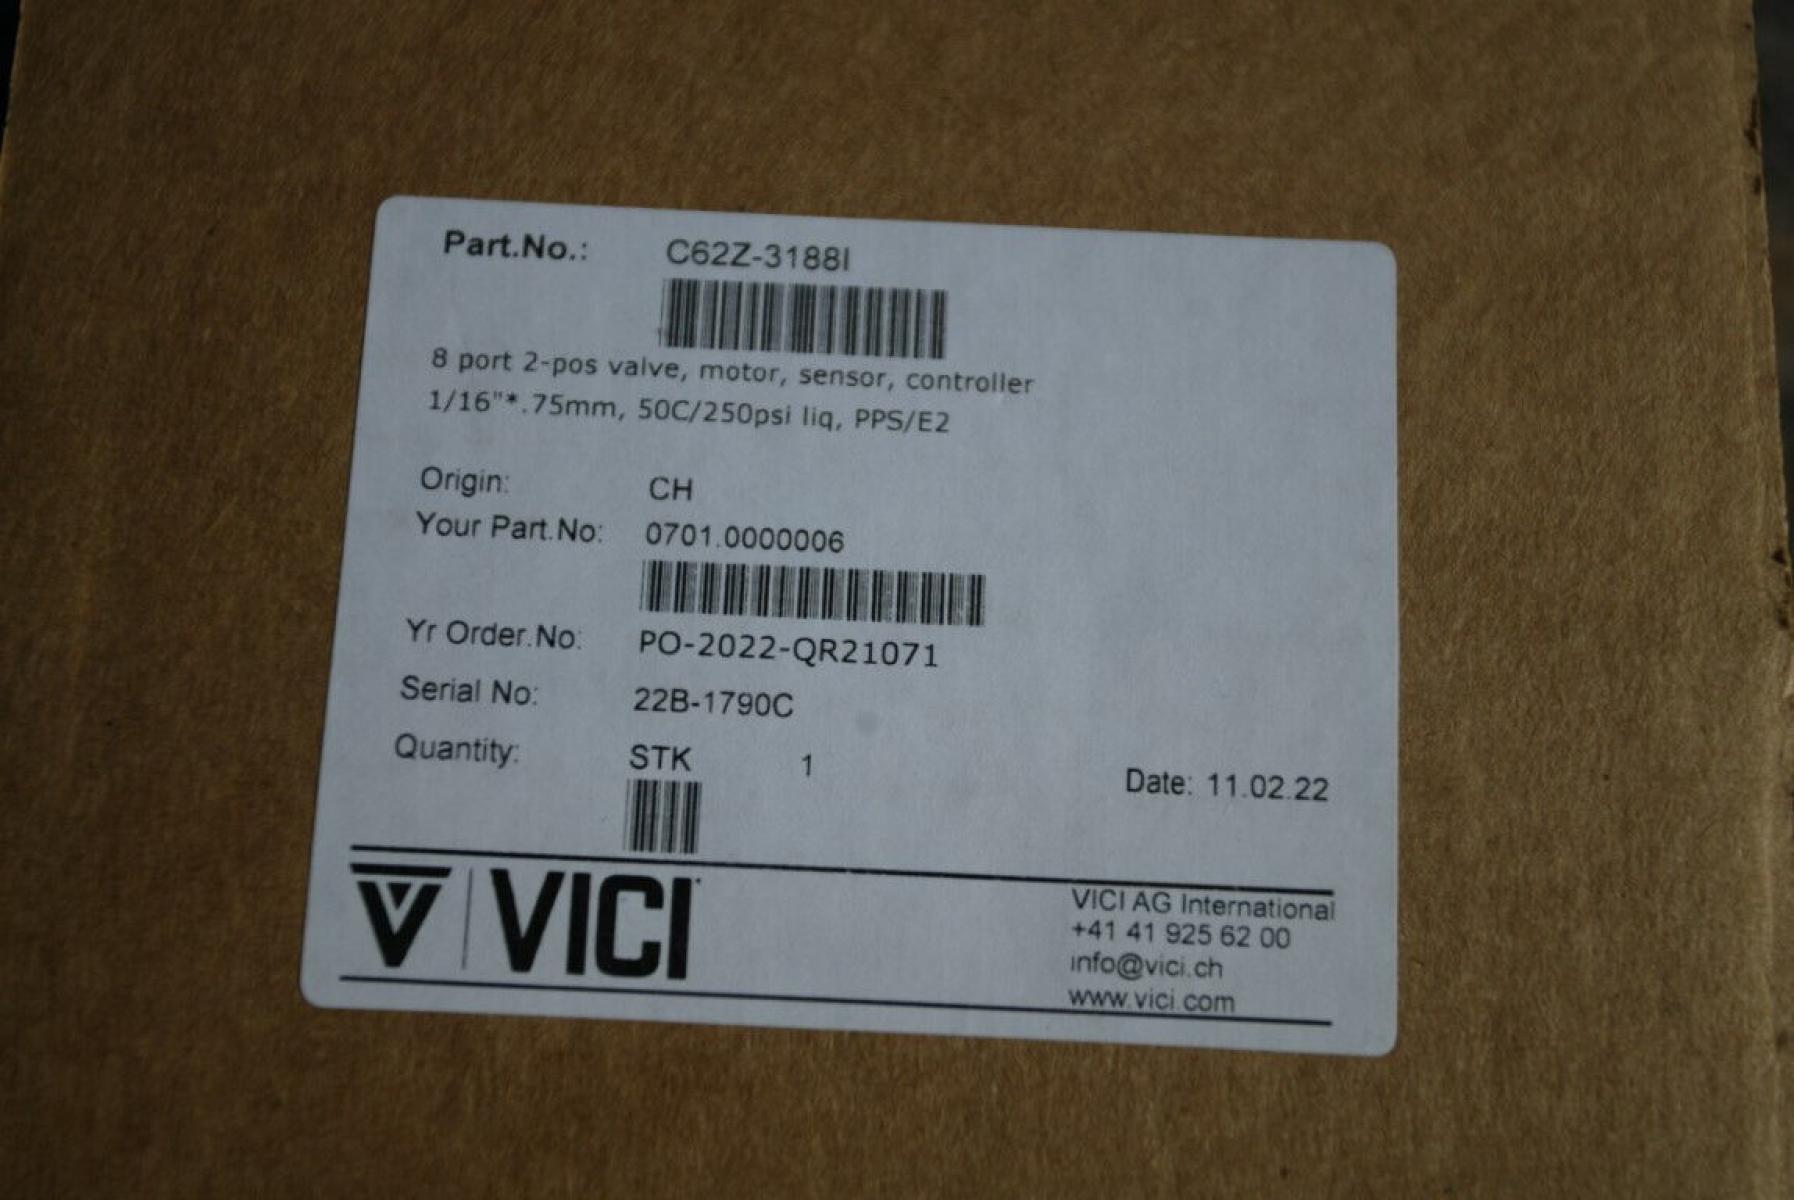 Part.No.: C62Z-3188I
8 port 2-pos valve, motor, sensor, controller
1/16"*.75mm, 50C/250psi liq, PPS/E2
Origin: CH
Your Part.No: 0701.0000006
Yr Order.No: PO-2022-QR21071
Serial No: 22B-1790C
Quantity: STK 1
Date: 11.02.22
VICI
VICI AG International
+41 41 925 62 00
info@vici.ch
www.vici.com